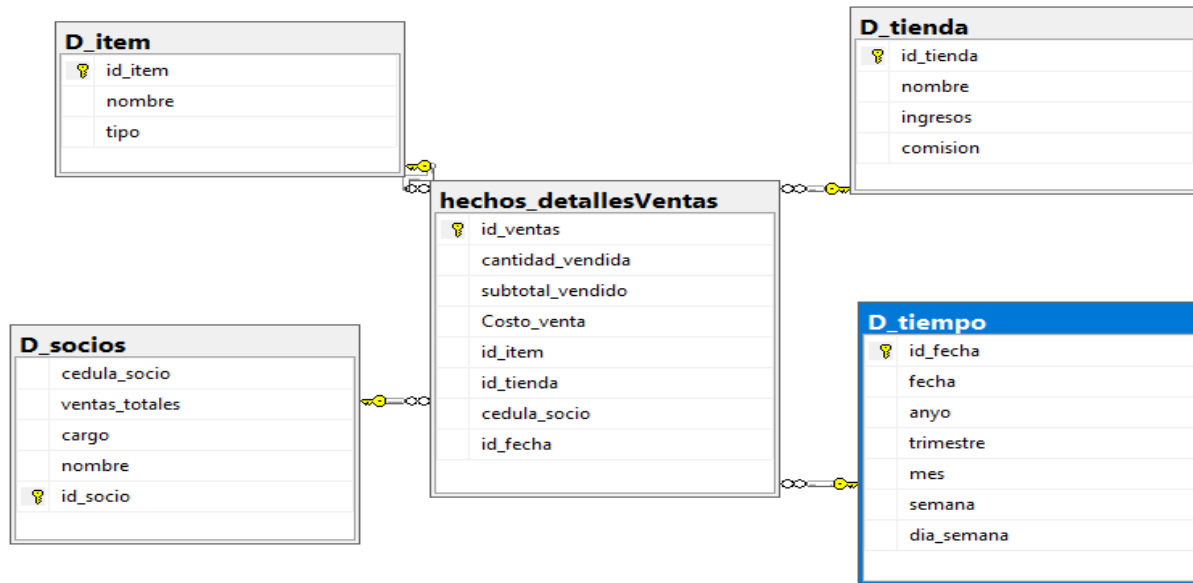 D_item
id_item
nombre
tipo
D_tienda
id_tienda
nombre
ingresos
comision
hechos_detallesVentas
id_ventas
cantidad_vendida
subtotal_vendido
Costo_venta
id_item
id_tienda
cedula_socio
id_fecha
D_socios
cedula_socio
ventas_totales
cargo
nombre
id_socio
D_tiempo
id_fecha
fecha
anyo
trimestre
mes
semana
dia_semana